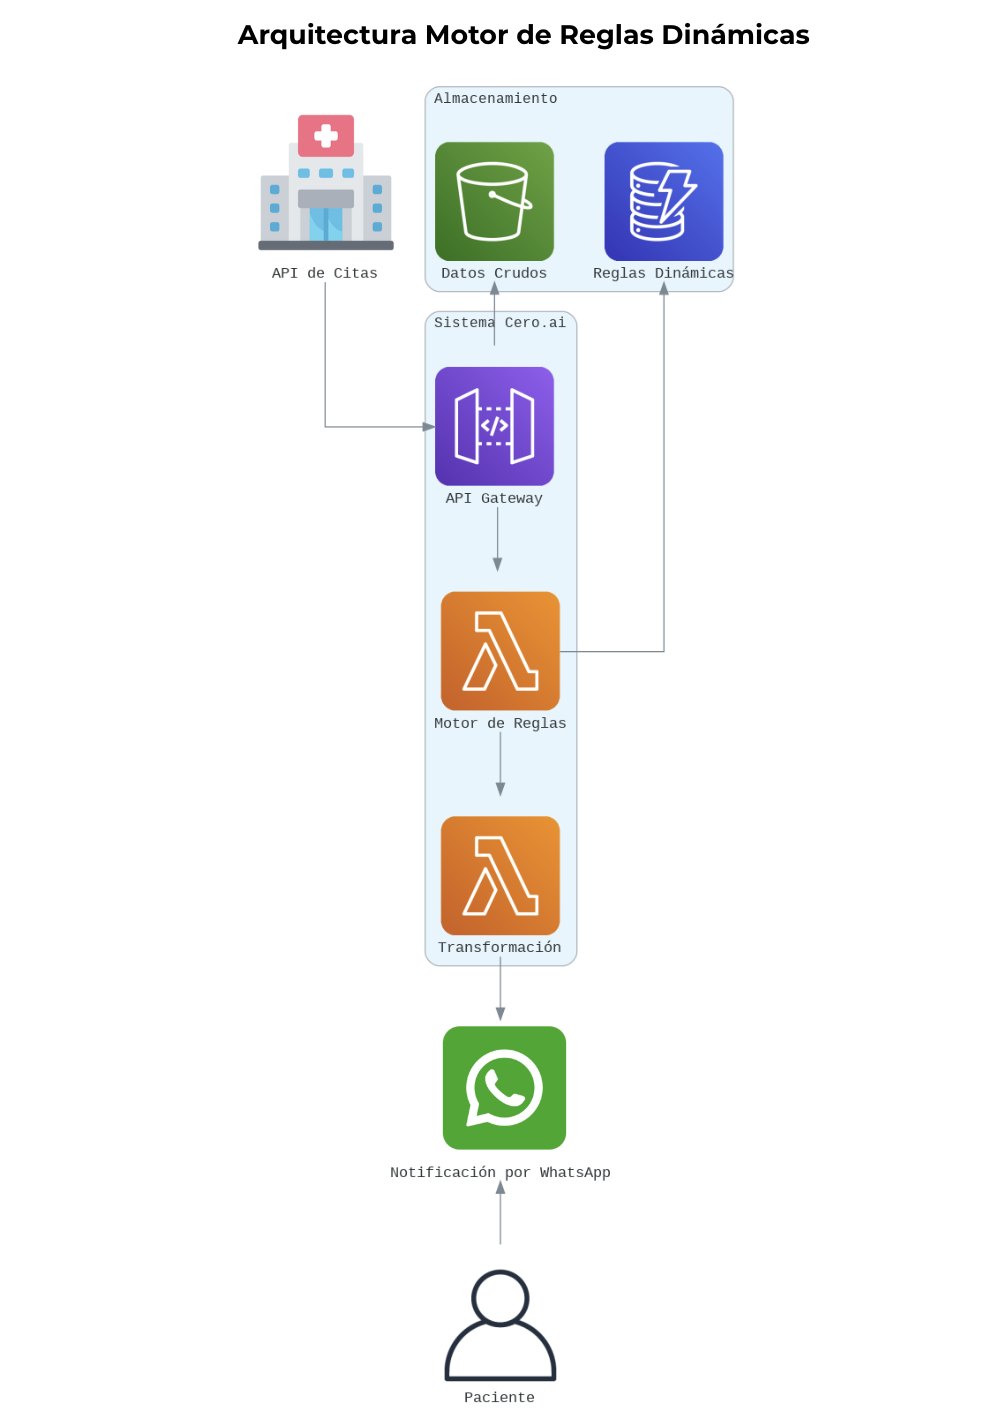 Arquitectura Motor de Reglas Dinámicas
Almacenamiento
API de Citas
Datos Crudos
Reglas Dinámicas
Sistema Cero.ai
</>
API Gateway
Motor de Reglas
Transformación
Notificación por WhatsApp
Paciente